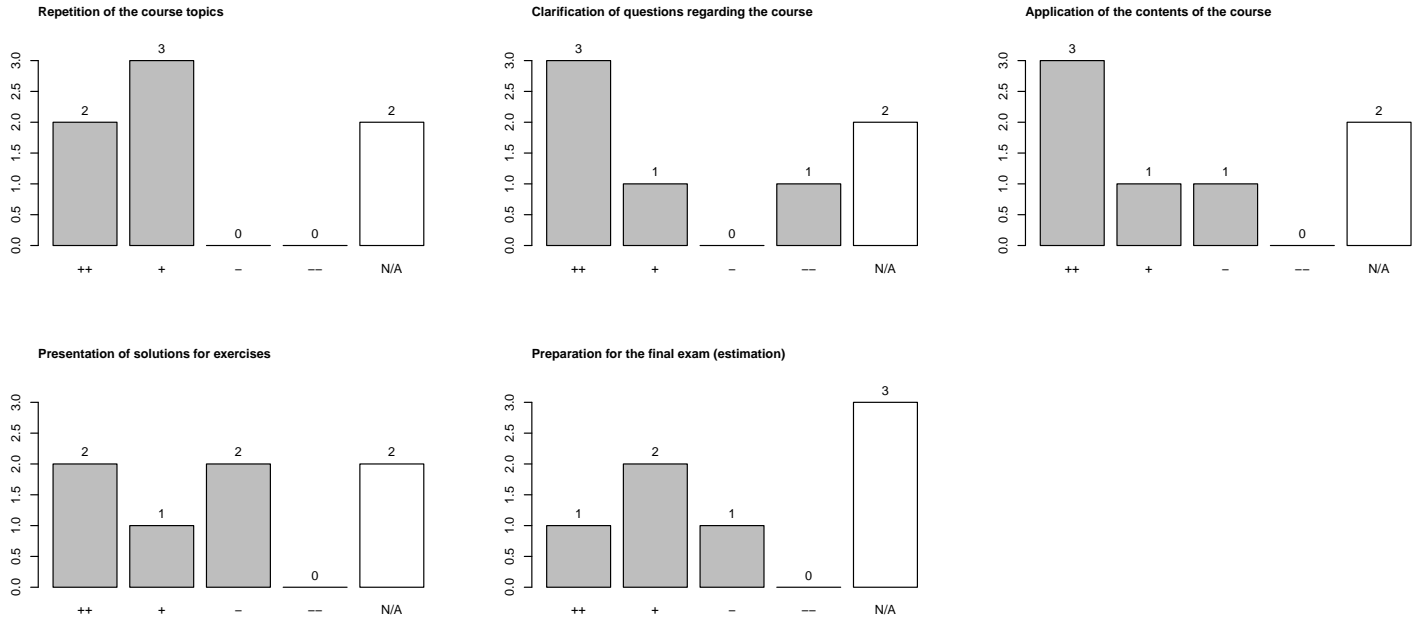 Repetition of the course topics
3
2
2
0
0
0.0 0.5 1.0 1.5 2.0 2.5 3.0
++ + − −− N/A
Clarification of questions regarding the course
3
2
1
1
0
0.0 0.5 1.0 1.5 2.0 2.5 3.0
++ + − −− N/A
Application of the contents of the course
3
2
1
1
0
0.0 0.5 1.0 1.5 2.0 2.5 3.0
++ + − −− N/A
Presentation of solutions for exercises
2
2
2
1
0
0.0 0.5 1.0 1.5 2.0 2.5 3.0
++ + − −− N/A
Preparation for the final exam (estimation)
3
2
1
1
0
0.0 0.5 1.0 1.5 2.0 2.5 3.0
++ + − −− N/A